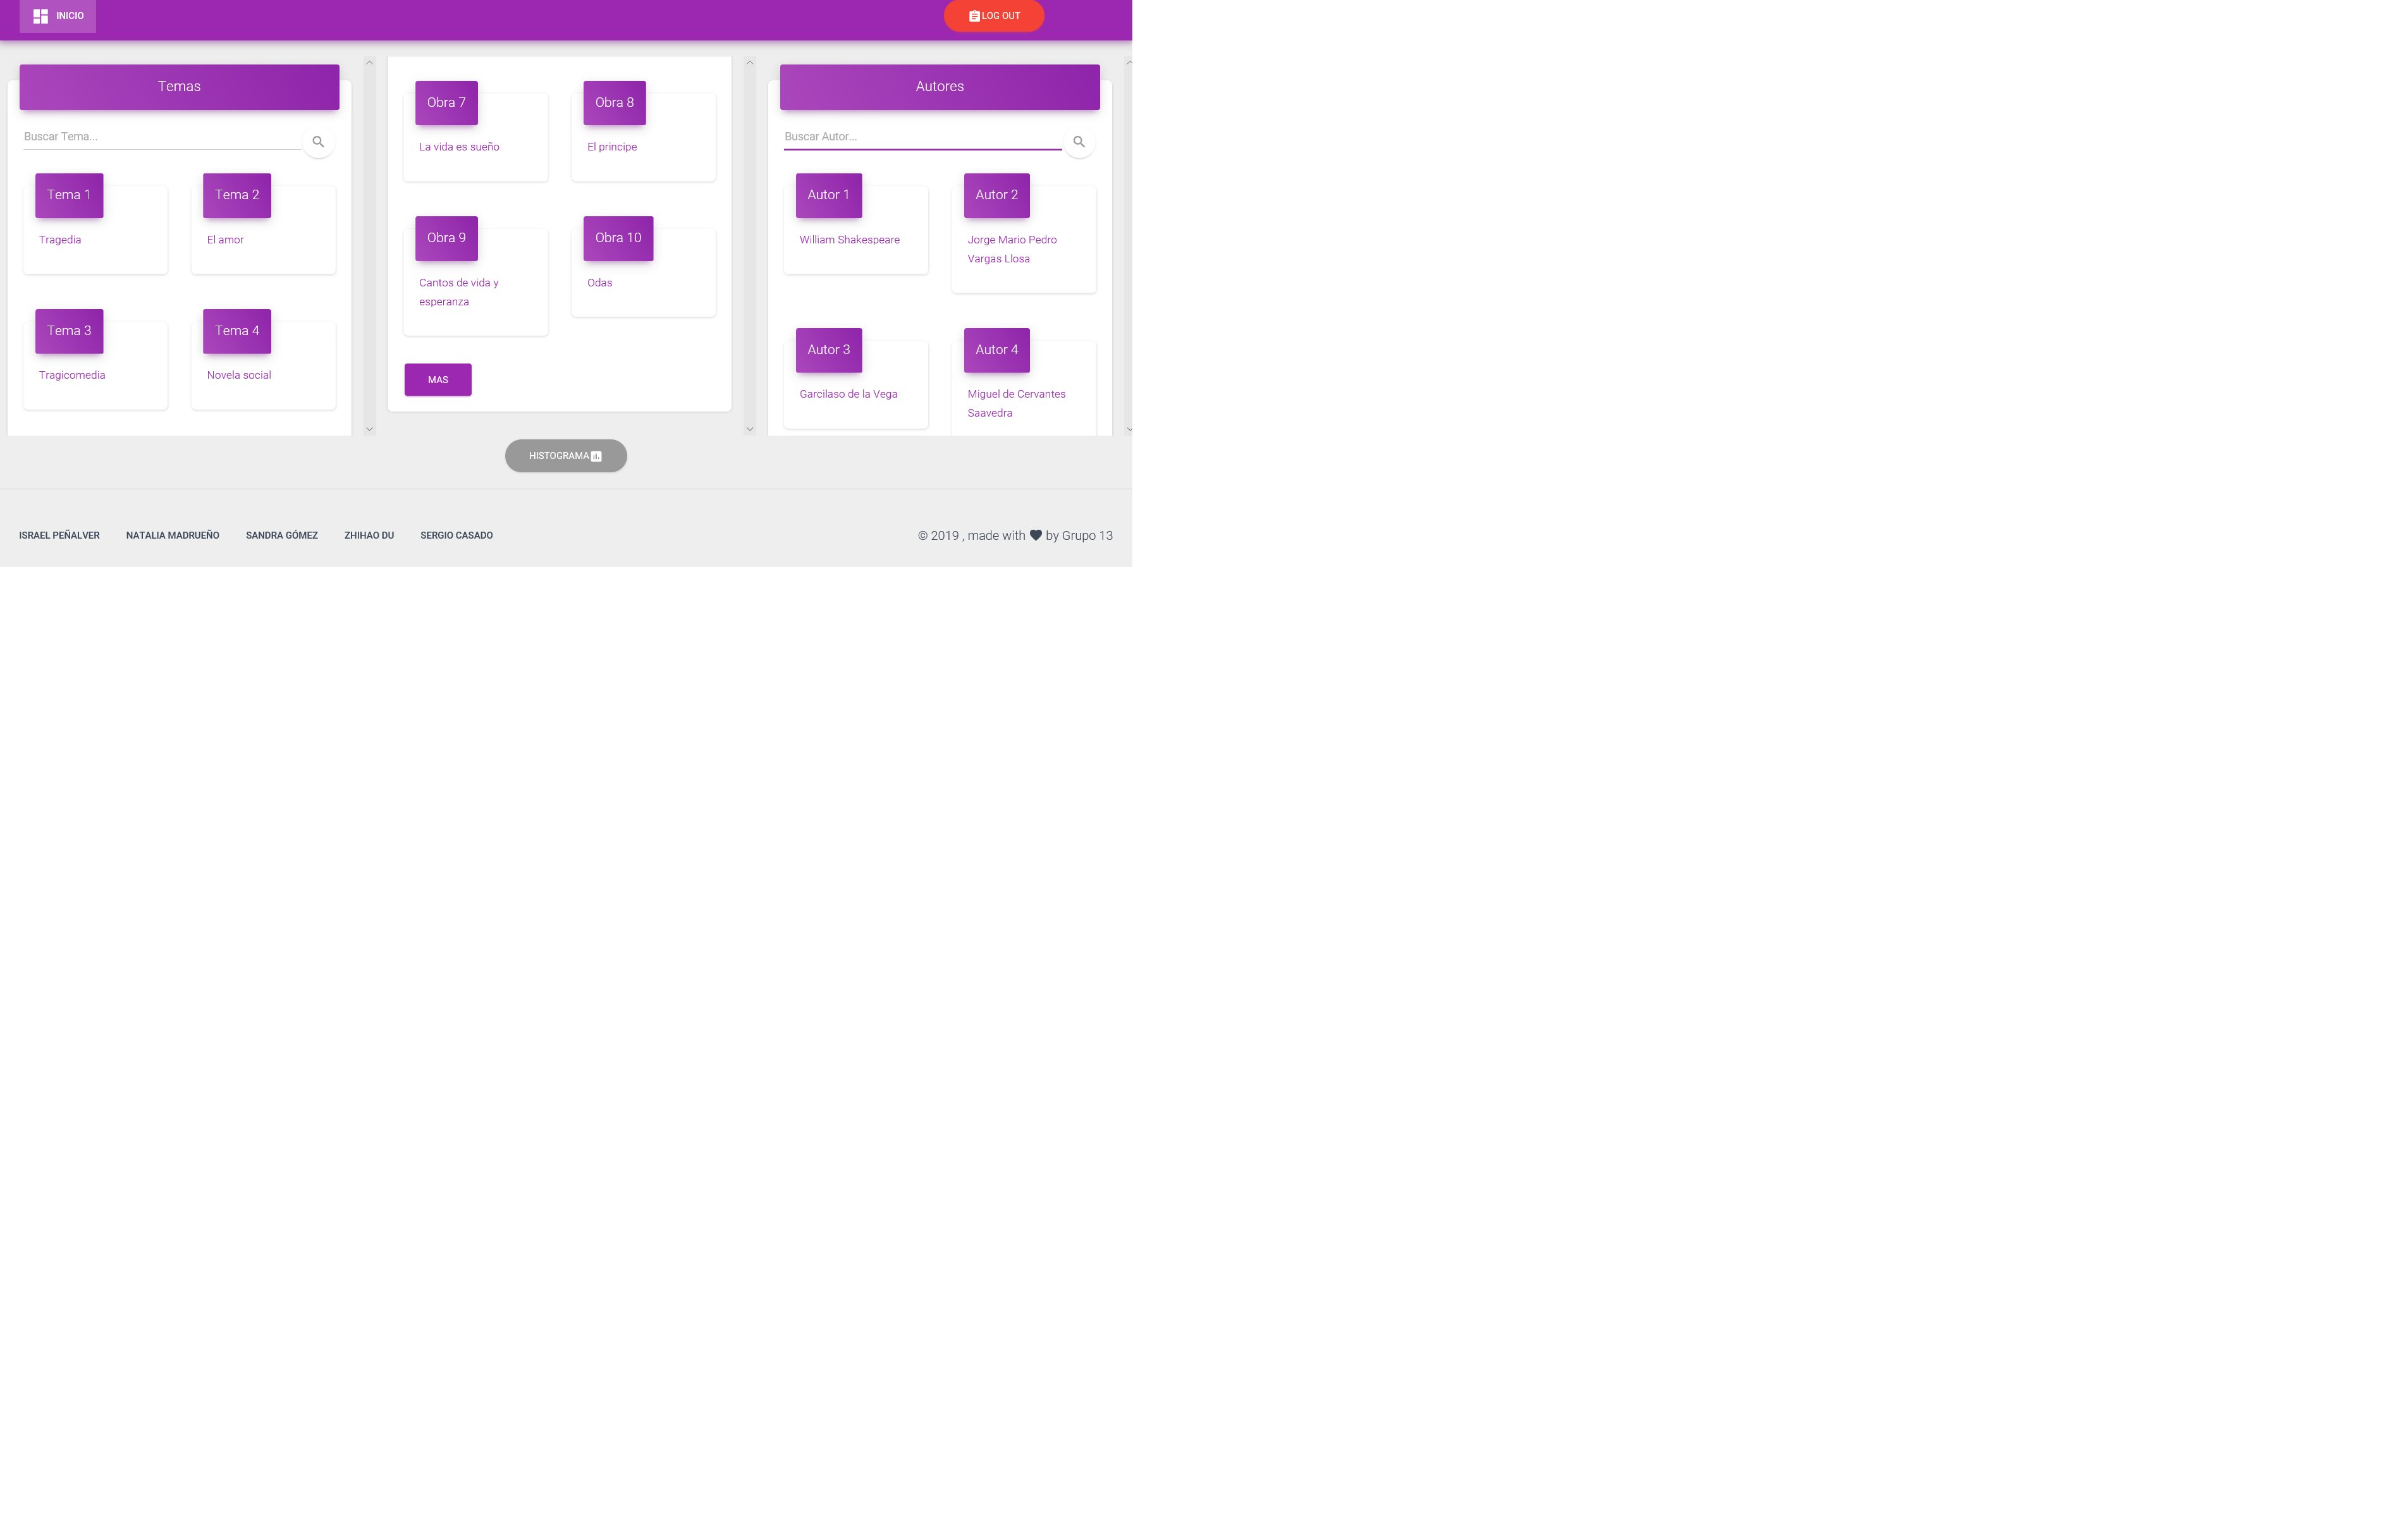 INICIO
LOG OUT
Temas
Buscar Tema...
Tema 1
Tragedia
Tema 2
El amor
Tema 3
Tragicomedia
Tema 4
Novela social
Obra 7
La vida es sueño
Obra 8
El principe
Obra 9
Cantos de vida y
esperanza
Obra 10
Odas
MAS
Autores
Buscar Autor...
Autor 1
William Shakespeare
Autor 2
Jorge Mario Pedro
Vargas Llosa
Autor 3
Garcilaso de la Vega
Autor 4
Miguel de Cervantes
Saavedra
HISTOGRAMA
ISRAEL PEÑALVER
NATALIA MADRUEÑO
SANDRA GÓMEZ
ZHIHAO DU
SERGIO CASADO
© 2019 , made with ♥ by Grupo 13